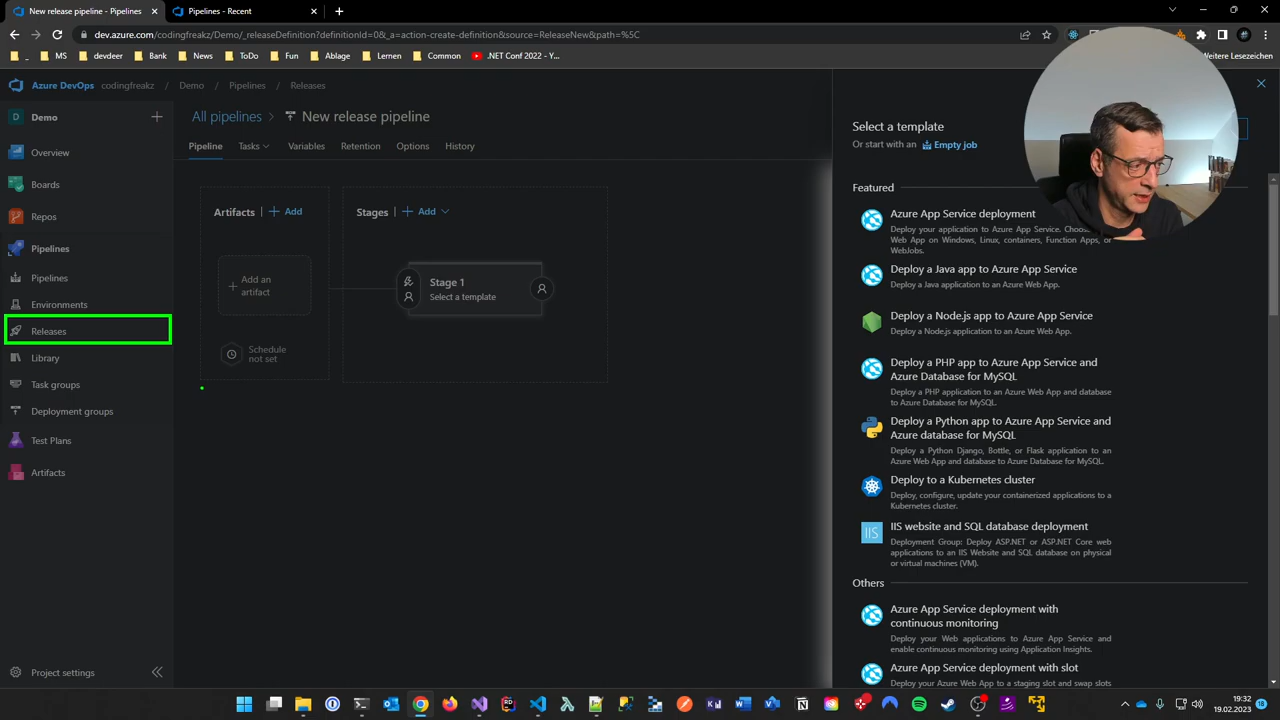 New release pipeline - Pipelines
Pipelines - Recent
dev.azure.com/codingfreakz/Demo/_releaseDefinition?definitionId=0&_a=action-create-definition&source=ReleaseNew&path=%5C
_
MS
devdeer
Bank
News
ToDo
Fun
Ablage
Lernen
Common
.NET Conf 2022 - Y...
Weitere Lesezeichen
Azure DevOps
codingfreakz
/
Demo
/
Pipelines
/
Releases
D
Demo
Overview
Boards
Repos
Pipelines
Pipelines
Environments
Releases
Library
Task groups
Deployment groups
Test Plans
Artifacts
Project settings
All pipelines > New release pipeline
Pipeline
Tasks
Variables
Retention
Options
History
Artifacts | + Add
Add an
artifact
Schedule
not set
Stages | + Add
Stage 1
Select a template
Select a template
Or start with an Empty job
Featured
Azure App Service deployment
Deploy your application to Azure App Service. Choose
Web App on Windows, Linux, containers, Function Apps, or
WebJobs.
Deploy a Java app to Azure App Service
Deploy a Java application to an Azure Web App.
Deploy a Node.js app to Azure App Service
Deploy a Node.js application to an Azure Web App.
Deploy a PHP app to Azure App Service and
Azure Database for MySQL
Deploy a PHP application to an Azure Web App and database
to Azure Database for MySQL.
Deploy a Python app to Azure App Service and
Azure database for MySQL
Deploy a Python Django, Bottle, or Flask application to an
Azure Web App and database to Azure Database for MySQL.
Deploy to a Kubernetes cluster
Deploy, configure, update your containerized applications to a
Kubernetes cluster.
IIS
IIS website and SQL database deployment
Deployment Group: Deploy ASP.NET or ASP.NET Core web
applications to an IIS Website and SQL database on physical
or virtual machines (VM).
Others
Azure App Service deployment with
continuous monitoring
Deploy your Web applications to Azure App Service and
enable continuous monitoring using Application Insights.
Azure App Service deployment with slot
Deploy your Azure Web App to a staging slot and swap slots
19:32
19.02.2023